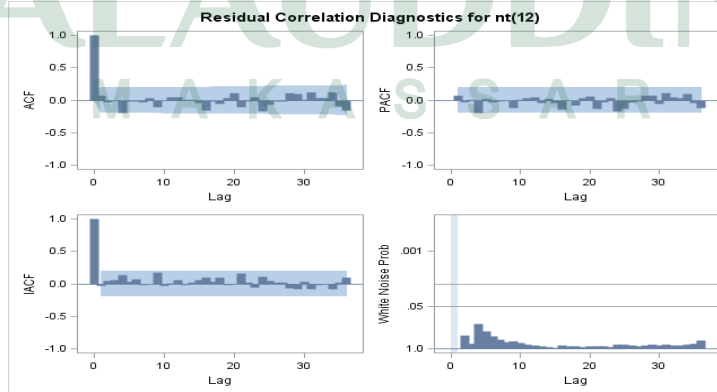 ALAUDDI
MAKASSAR
Residual Correlation Diagnostics for nt(12)
1.0
0.5
0.0
-0.5
-1.0
ACF
0 10 20 30
Lag
1.0
0.5
0.0
-0.5
-1.0
PACF
0 10 20 30
Lag
1.0
0.5
0.0
-0.5
-1.0
IACF
0 10 20 30
Lag
.001
.05
1.0
White Noise Prob
0 10 20 30
Lag